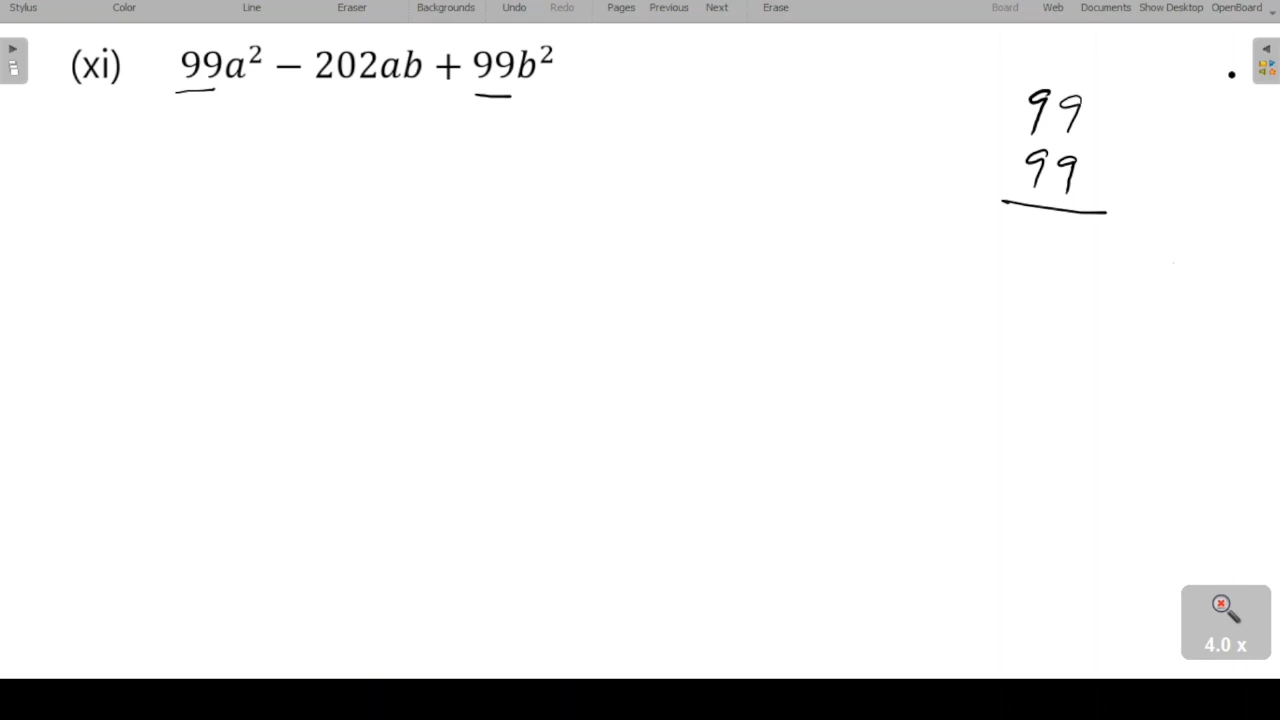 Stylus Color Line Eraser Backgrounds Undo Redo Pages Previous Next Erase Board Web Documents Show Desktop OpenBoard
(xi) 99a² − 202ab + 99b²
99
99
4.0 x